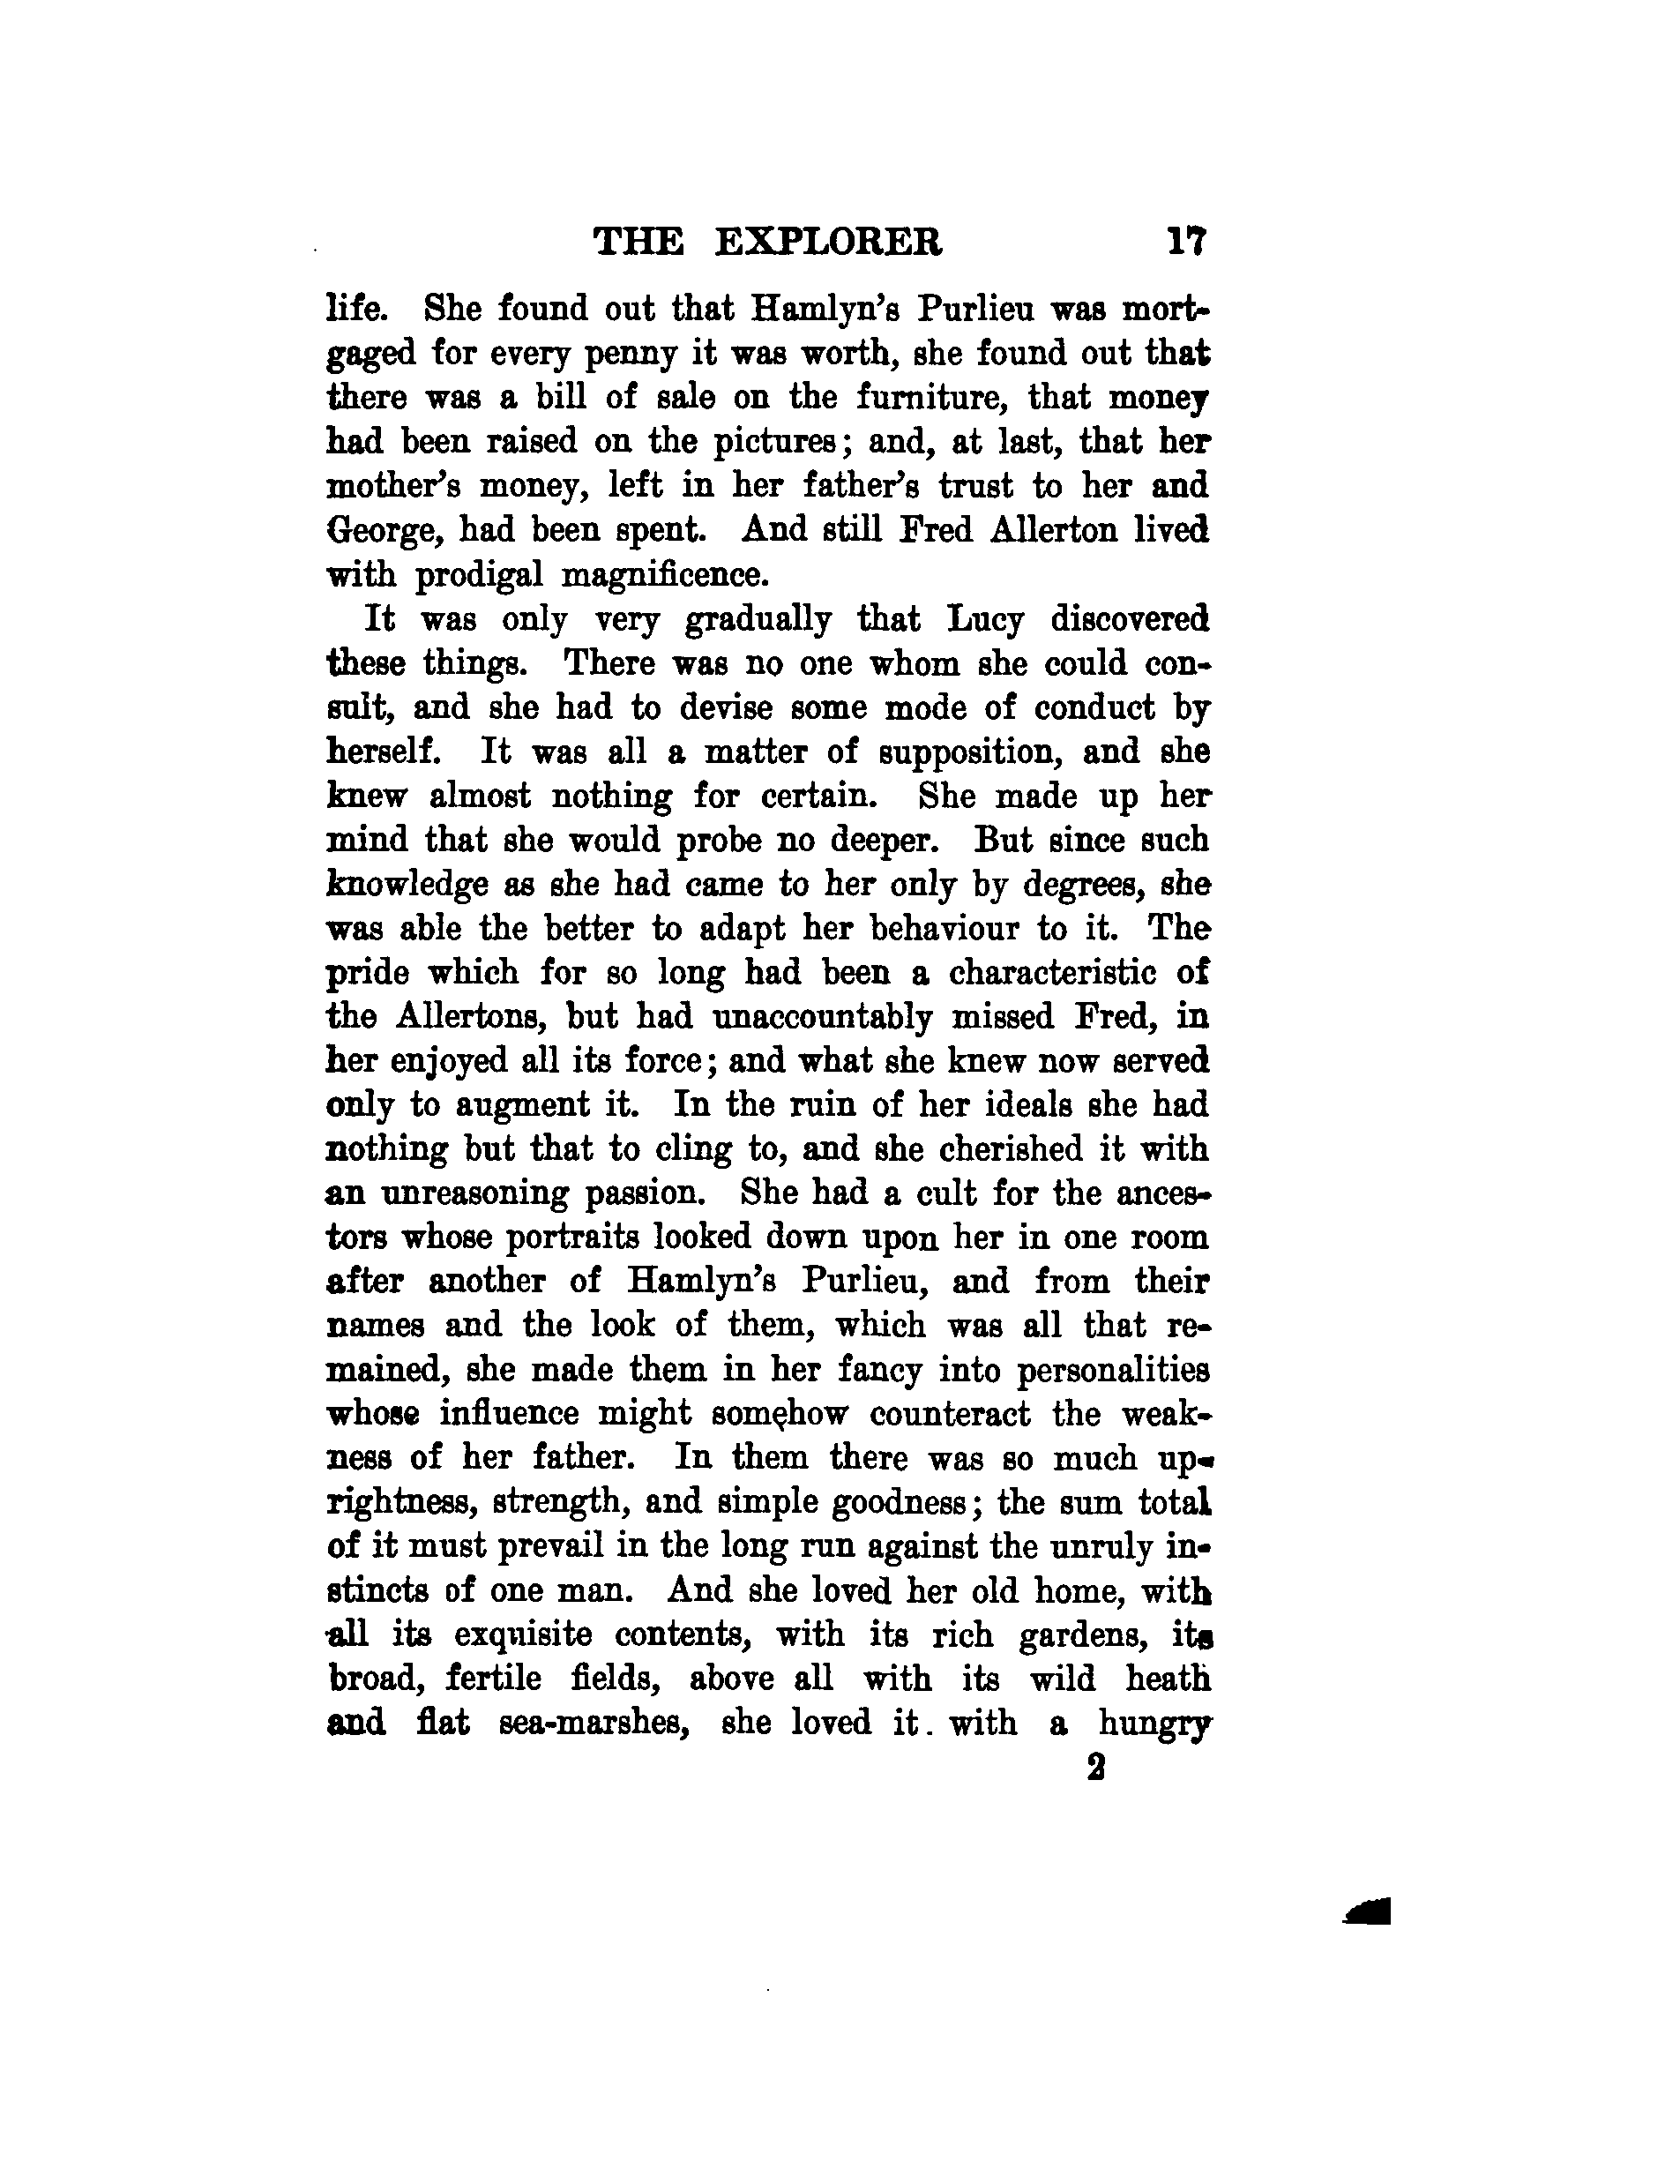 THE EXPLORER 17
life. She found out that Hamlyn's Purlieu was mort-
gaged for every penny it was worth, she found out that
there was a bill of sale on the furniture, that money
had been raised on the pictures; and, at last, that her
mother's money, left in her father's trust to her and
George, had been spent. And still Fred Allerton lived
with prodigal magnificence.
It was only very gradually that Lucy discovered
these things. There was no one whom she could con-
sult, and she had to devise some mode of conduct by
herself. It was all a matter of supposition, and she
knew almost nothing for certain. She made up her
mind that she would probe no deeper. But since such
knowledge as she had came to her only by degrees, she
was able the better to adapt her behaviour to it. The
pride which for so long had been a characteristic of
the Allertons, but had unaccountably missed Fred, in
her enjoyed all its force; and what she knew now served
only to augment it. In the ruin of her ideals she had
nothing but that to cling to, and she cherished it with
an unreasoning passion. She had a cult for the ances-
tors whose portraits looked down upon her in one room
after another of Hamlyn's Purlieu, and from their
names and the look of them, which was all that re-
mained, she made them in her fancy into personalities
whose influence might somehow counteract the weak-
ness of her father. In them there was so much up-
rightness, strength, and simple goodness; the sum total
of it must prevail in the long run against the unruly in-
stincts of one man. And she loved her old home, with
all its exquisite contents, with its rich gardens, its
broad, fertile fields, above all with its wild heath
and flat sea-marshes, she loved it with a hungry
2